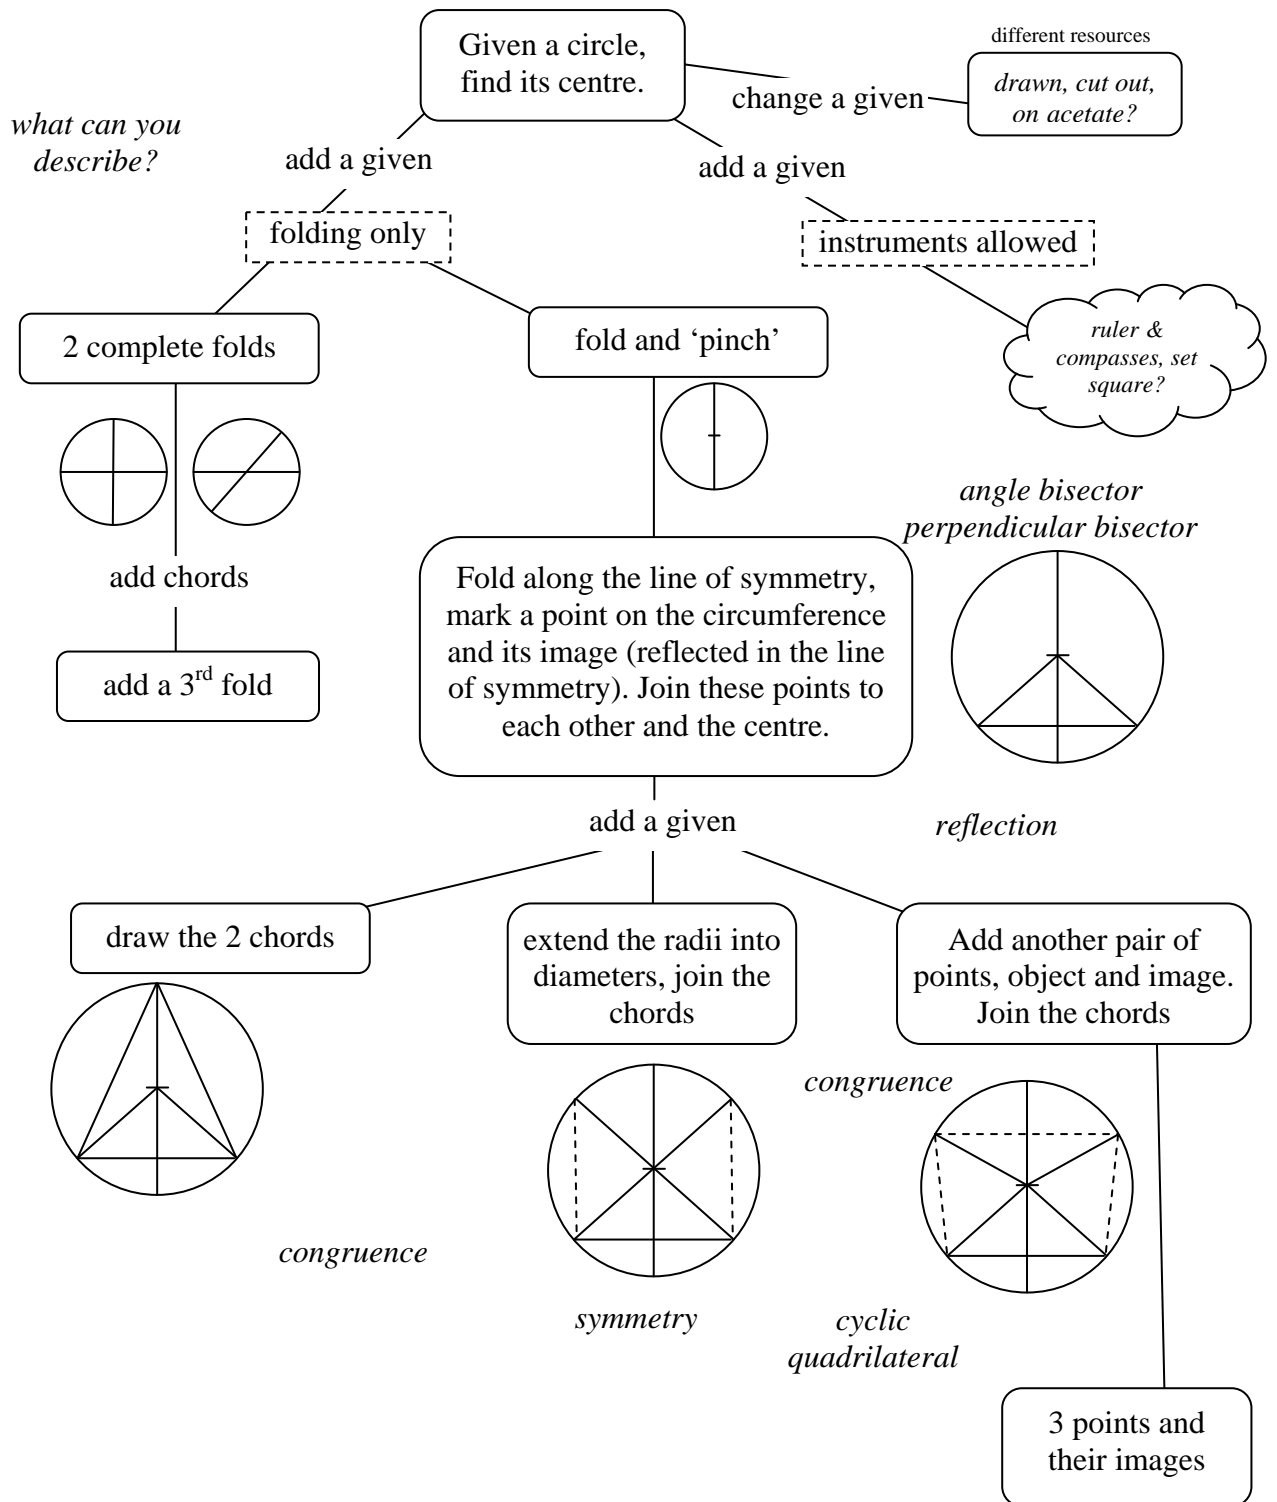 Given a circle,
find its centre.
different resources
drawn, cut out,
on acetate?
change a given
what can you
describe?
add a given
add a given
folding only
instruments allowed
2 complete folds
fold and ‘pinch’
ruler &
compasses, set
square?
angle bisector
perpendicular bisector
add chords
add a 3rd fold
Fold along the line of symmetry,
mark a point on the circumference
and its image (reflected in the line
of symmetry). Join these points to
each other and the centre.
add a given
reflection
draw the 2 chords
extend the radii into
diameters, join the
chords
Add another pair of
points, object and image.
Join the chords
congruence
congruence
symmetry
cyclic
quadrilateral
3 points and
their images